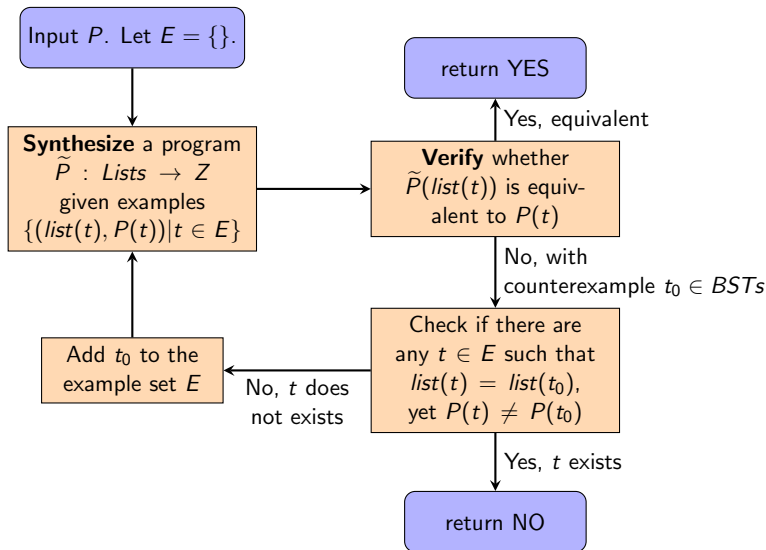 Input P. Let E = {}.
return YES
Yes, equivalent
Synthesize a program
P̃ : Lists → Z
given examples
{(list(t), P(t))|t ∈ E}
Verify whether
P̃(list(t)) is equiv-
alent to P(t)
No, with
counterexample t₀ ∈ BSTs
Check if there are
any t ∈ E such that
list(t) = list(t₀),
yet P(t) ≠ P(t₀)
No, t does
not exists
Add t₀ to the
example set E
Yes, t exists
return NO